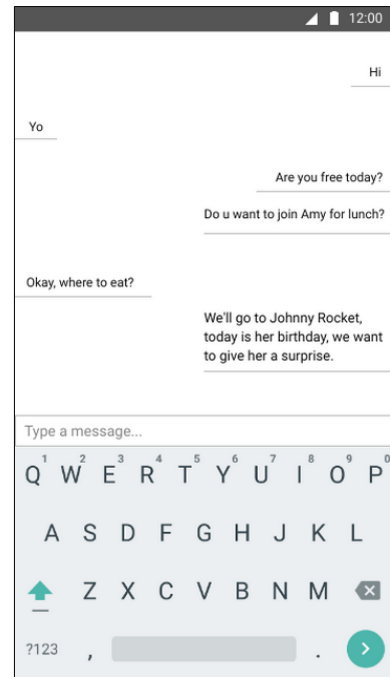 12:00
Hi
Yo
Are you free today?
Do u want to join Amy for lunch?
Okay, where to eat?
We'll go to Johnny Rocket,
today is her birthday, we want
to give her a surprise.
Type a message...
1 2 3 4 5 6 7 8 9 0
Q W E R T Y U I O P
A S D F G H J K L
Z X C V B N M
?123 , .